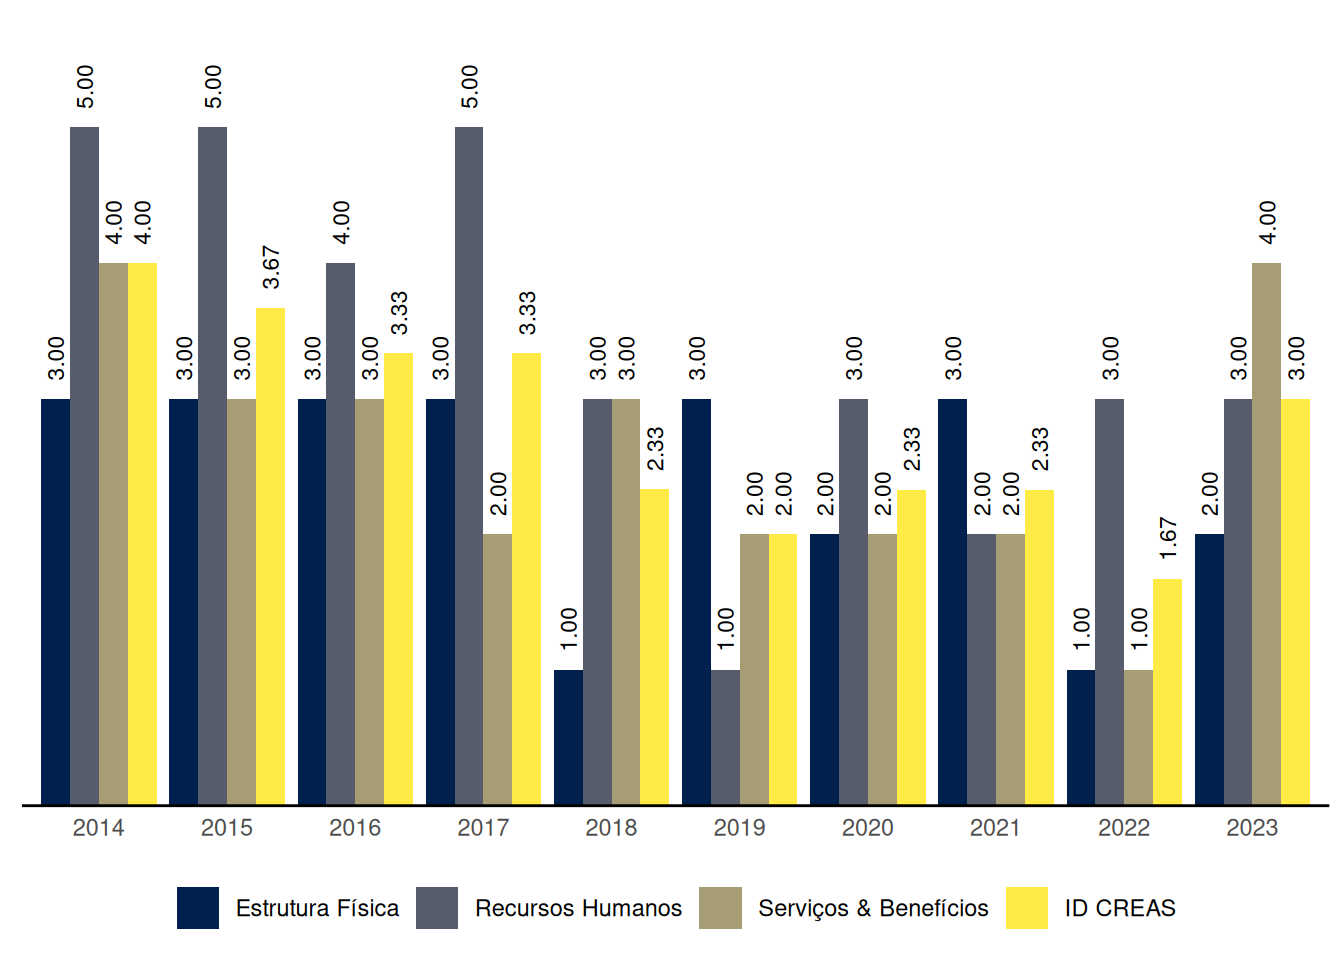 3.00 5.00 4.00 4.00
3.00 5.00 3.00 3.67
3.00 4.00 3.00 3.33
3.00 5.00 2.00 3.33
1.00 3.00 3.00 2.33
3.00 1.00 2.00 2.00
2.00 3.00 2.00 2.33
3.00 2.00 2.00 2.33
1.00 3.00 1.00 1.67
2.00 3.00 4.00 3.00
2014 2015 2016 2017 2018 2019 2020 2021 2022 2023
Estrutura Física Recursos Humanos Serviços & Benefícios ID CREAS